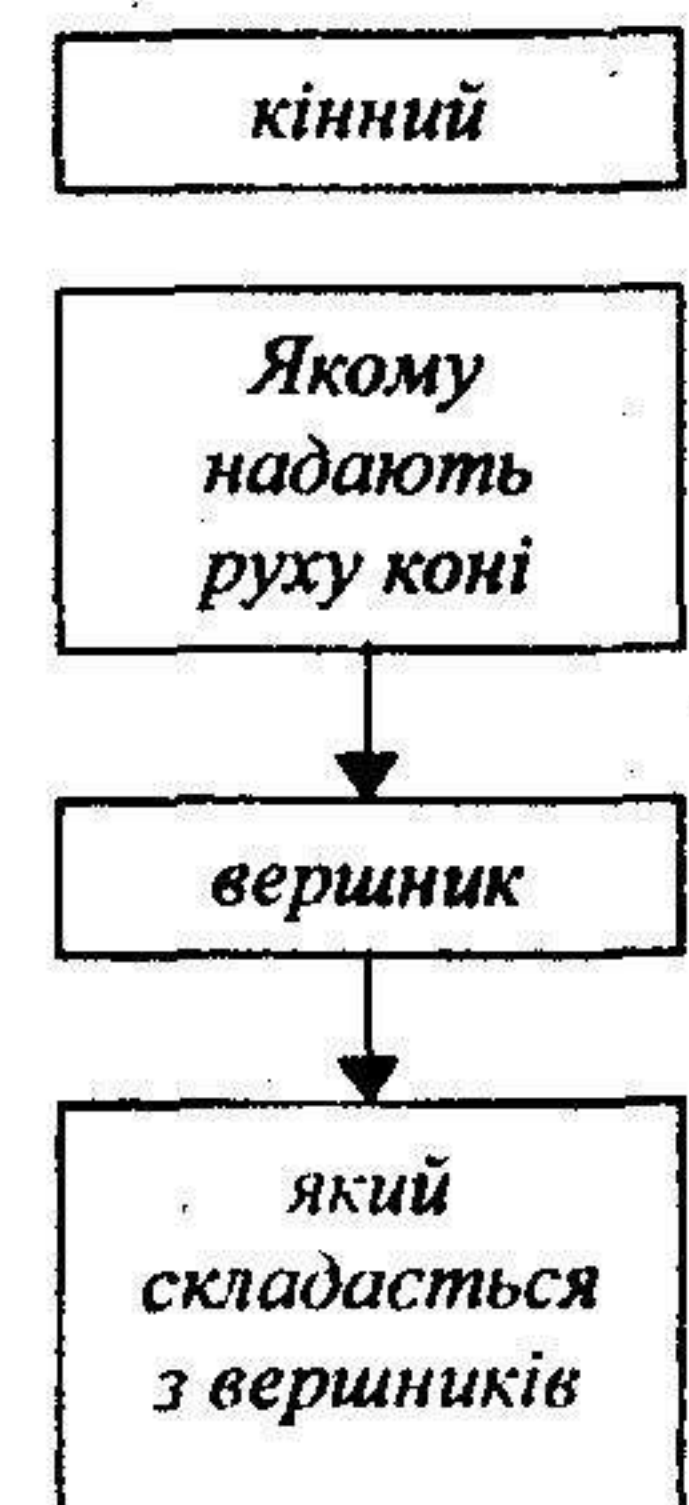 кінний
Якому
надають
руху коні
вершник
який
складається
з вершників